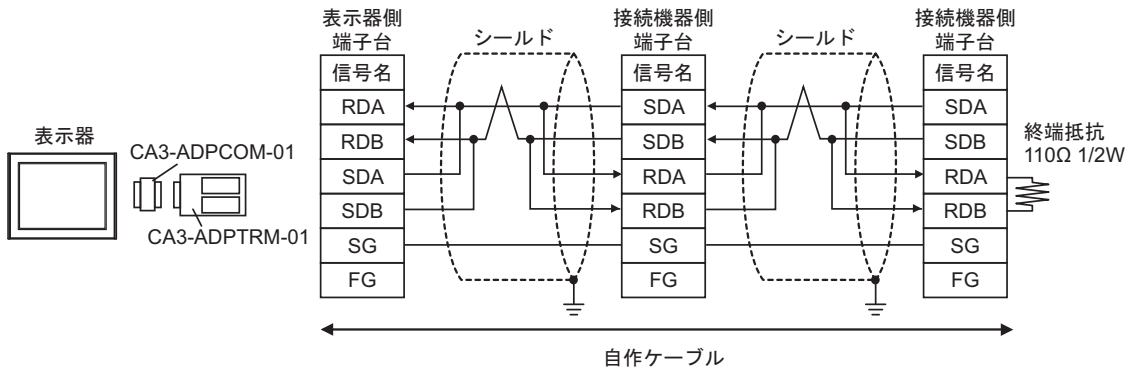 表示器
CA3-ADPCOM-01
CA3-ADPTRM-01
表示器側
端子台
信号名
RDA
RDB
SDA
SDB
SG
FG
シールド
接続機器側
端子台
信号名
SDA
SDB
RDA
RDB
SG
FG
シールド
接続機器側
端子台
信号名
SDA
SDB
RDA
RDB
SG
FG
終端抵抗
110Ω 1/2W
自作ケーブル